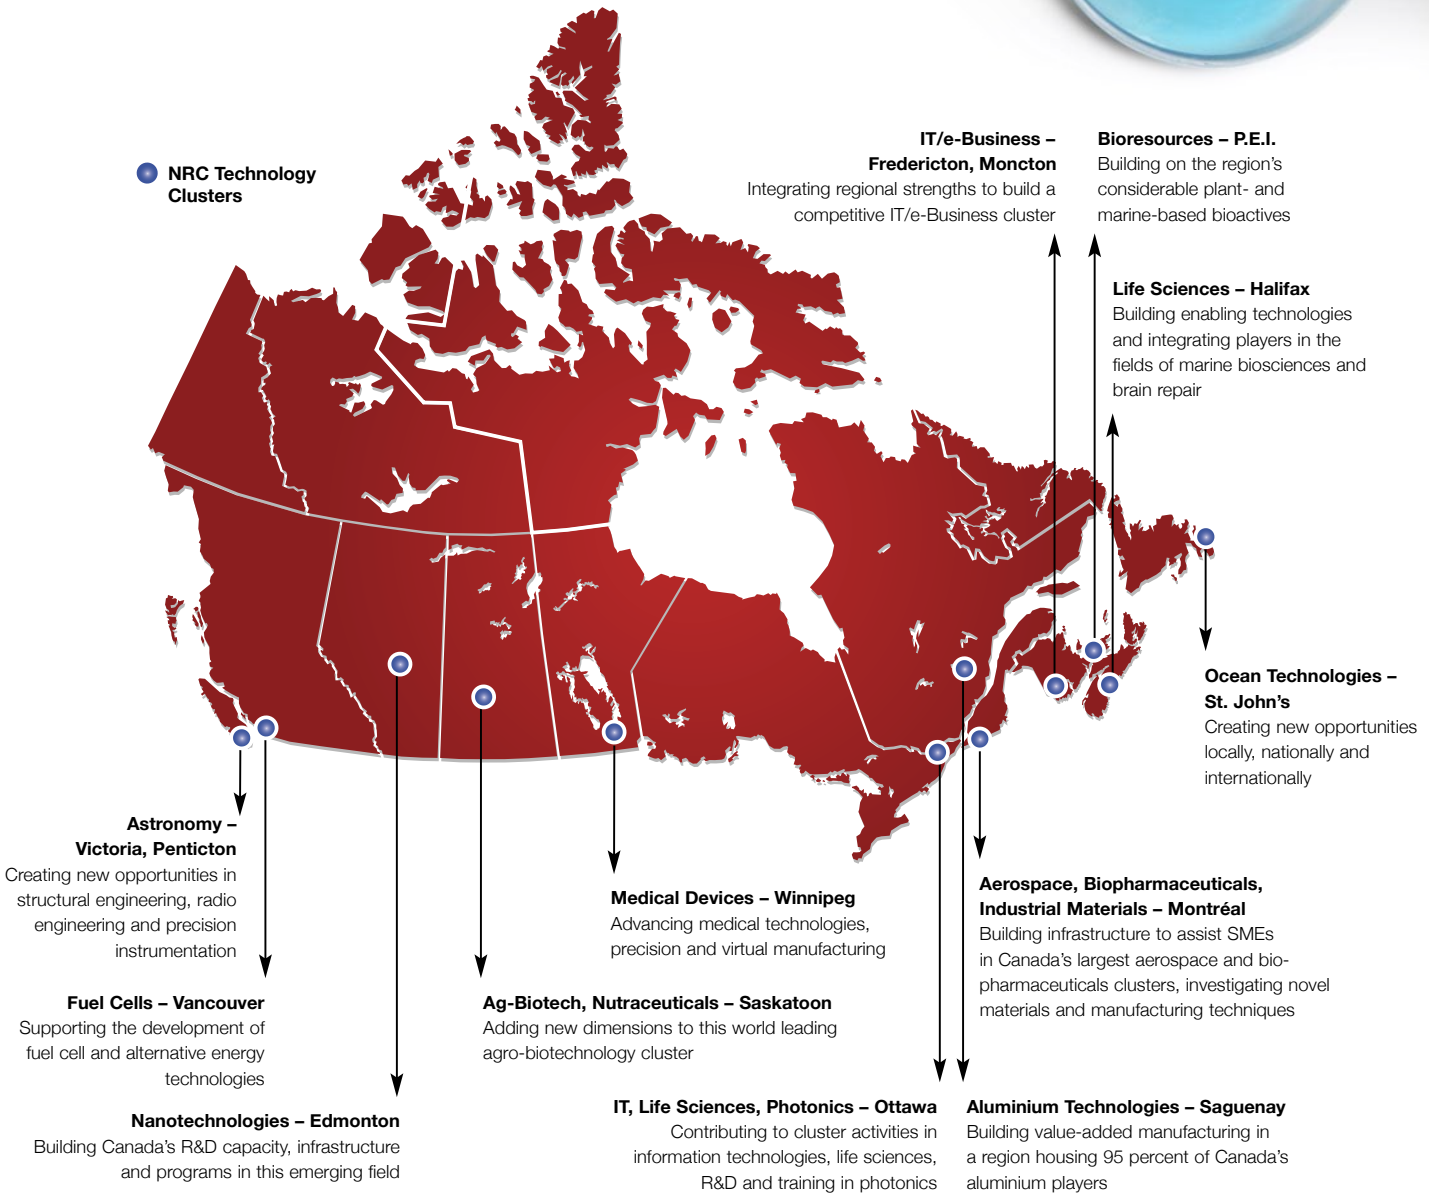 NRC Technology
Clusters
IT/e-Business –
Fredericton, Moncton
Integrating regional strengths to build a
competitive IT/e-Business cluster
Bioresources – P.E.I.
Building on the region’s
considerable plant- and
marine-based bioactives
Life Sciences – Halifax
Building enabling technologies
and integrating players in the
fields of marine biosciences and
brain repair
Ocean Technologies –
St. John’s
Creating new opportunities
locally, nationally and
internationally
Astronomy –
Victoria, Penticton
Creating new opportunities in
structural engineering, radio
engineering and precision
instrumentation
Fuel Cells – Vancouver
Supporting the development of
fuel cell and alternative energy
technologies
Nanotechnologies – Edmonton
Building Canada’s R&D capacity, infrastructure
and programs in this emerging field
Ag-Biotech, Nutraceuticals – Saskatoon
Adding new dimensions to this world leading
agro-biotechnology cluster
Medical Devices – Winnipeg
Advancing medical technologies,
precision and virtual manufacturing
Aerospace, Biopharmaceuticals,
Industrial Materials – Montréal
Building infrastructure to assist SMEs
in Canada’s largest aerospace and bio-
pharmaceuticals clusters, investigating novel
materials and manufacturing techniques
IT, Life Sciences, Photonics – Ottawa
Contributing to cluster activities in
information technologies, life sciences,
R&D and training in photonics
Aluminium Technologies – Saguenay
Building value-added manufacturing in
a region housing 95 percent of Canada’s
aluminium players